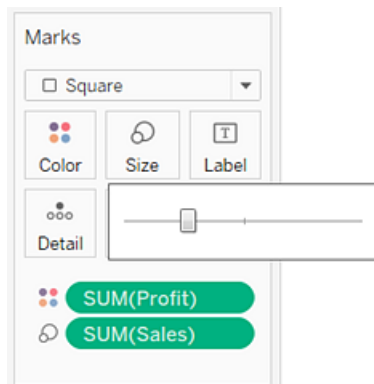 Marks
Square
Color Size Label
T
Detail
SUM(Profit)
SUM(Sales)